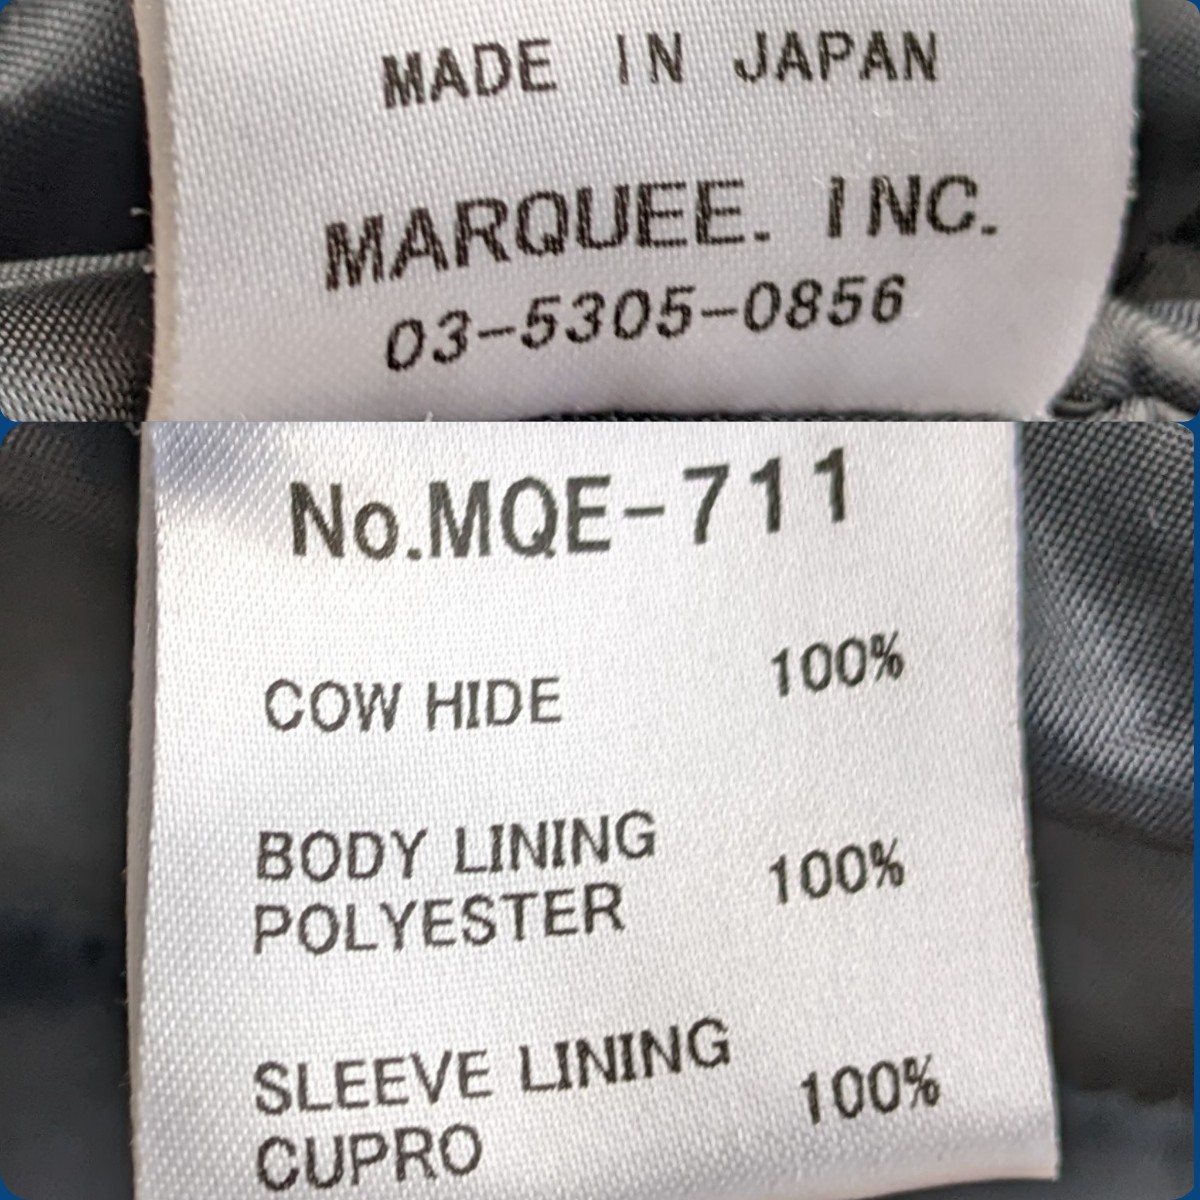 MADE IN JAPAN
MARQUEE. INC.
03-5305-0856
No.MQE-711
COW HIDE 100%
BODY LINING
POLYESTER 100%
SLEEVE LINING
CUPRO 100%